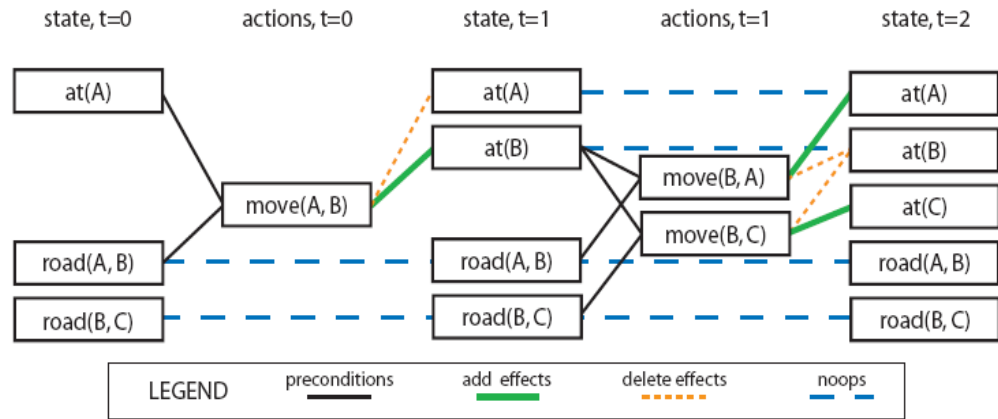 state, t=0 actions, t=0 state, t=1 actions, t=1 state, t=2
at(A) at(A) at(A)
at(B) at(B)
move(B, A)
move(A, B) at(C)
move(B, C)
road(A, B) road(A, B) road(A, B)
road(B, C) road(B, C) road(B, C)
LEGEND preconditions add effects delete effects noops